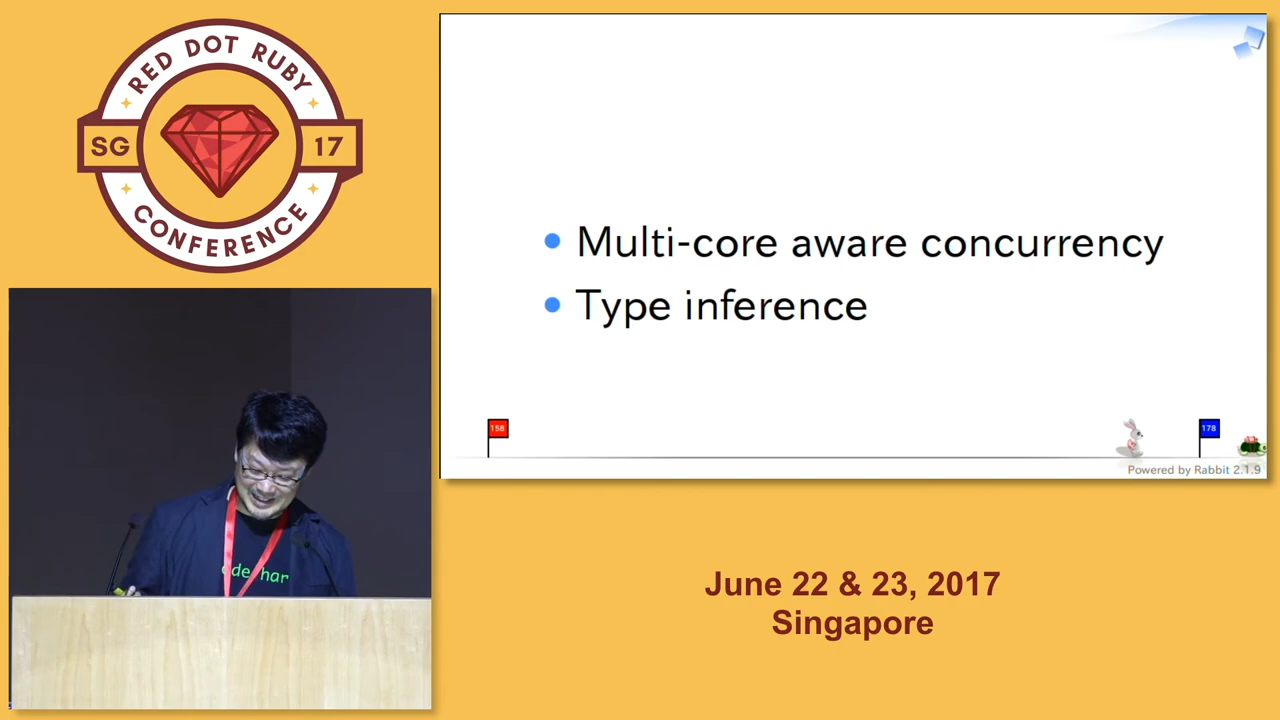 RED DOT RUBY
SG
17
CONFERENCE
Multi-core aware concurrency
Type inference
158
178
Powered by Rabbit 2.1.9
June 22 & 23, 2017
Singapore